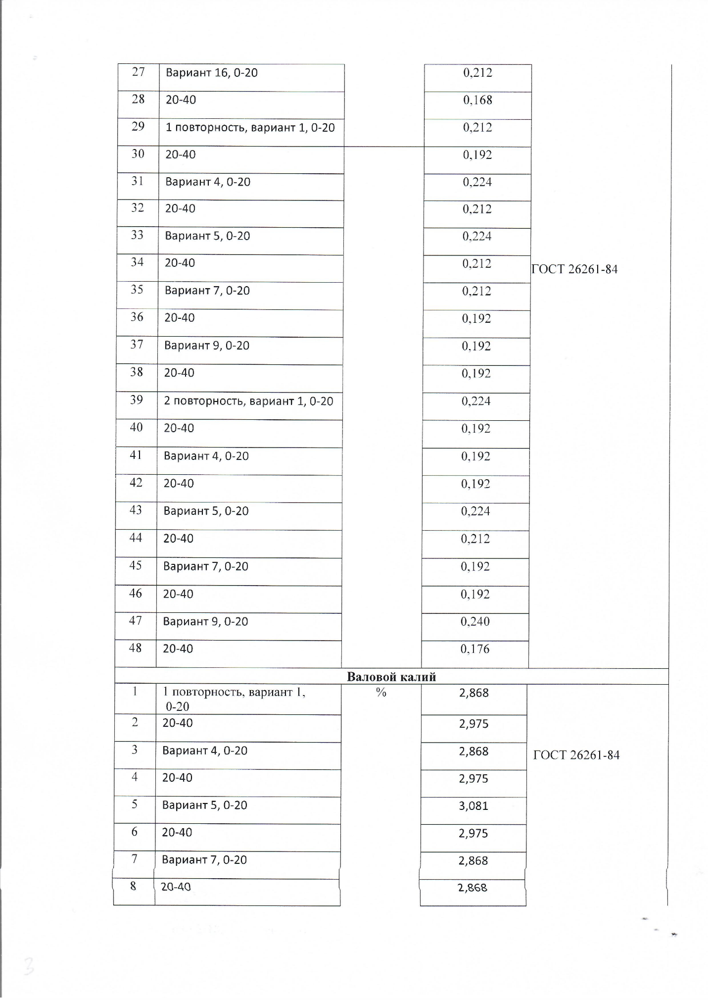 27 Вариант 16, 0-20 0,212
28 20-40 0,168
29 1 повторность, вариант 1, 0-20 0,212
30 20-40 0,192
31 Вариант 4, 0-20 0,224
32 20-40 0,212
33 Вариант 5, 0-20 0,224
34 20-40 0,212 ГОСТ 26261-84
35 Вариант 7, 0-20 0,212
36 20-40 0,192
37 Вариант 9, 0-20 0,192
38 20-40 0,192
39 2 повторность, вариант 1, 0-20 0,224
40 20-40 0,192
41 Вариант 4, 0-20 0,192
42 20-40 0,192
43 Вариант 5, 0-20 0,224
44 20-40 0,212
45 Вариант 7, 0-20 0,192
46 20-40 0,192
47 Вариант 9, 0-20 0,240
48 20-40 0,176
Валовой калий
1 1 повторность, вариант 1, % 2,868
0-20
2 20-40 2,975
3 Вариант 4, 0-20 2,868 ГОСТ 26261-84
4 20-40 2,975
5 Вариант 5, 0-20 3,081
6 20-40 2,975
7 Вариант 7, 0-20 2,868
8 20-40 2,868
3